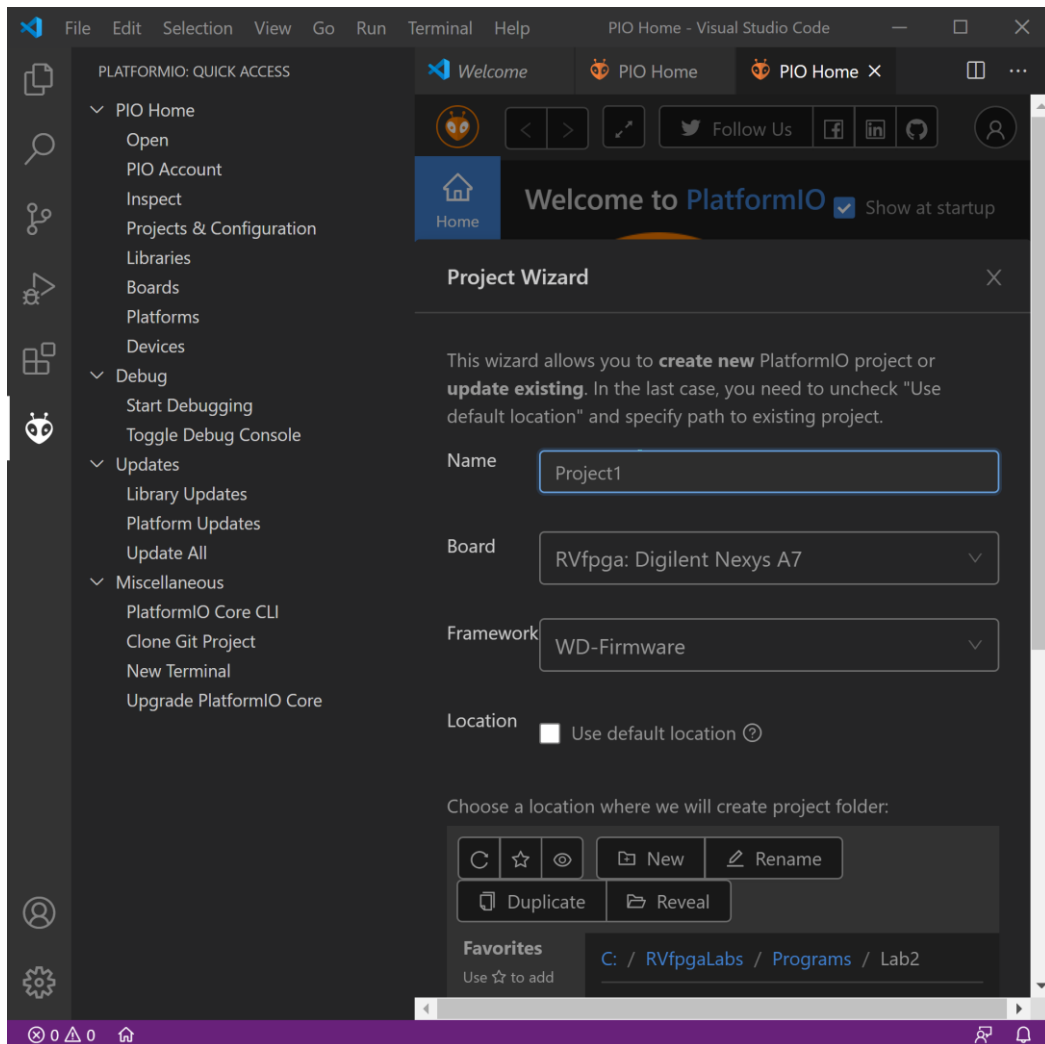 File Edit Selection View Go Run Terminal Help PIO Home - Visual Studio Code
PLATFORMIO: QUICK ACCESS
PIO Home
Open
PIO Account
Inspect
Projects & Configuration
Libraries
Boards
Platforms
Devices
Debug
Start Debugging
Toggle Debug Console
Updates
Library Updates
Platform Updates
Update All
Miscellaneous
PlatformIO Core CLI
Clone Git Project
New Terminal
Upgrade PlatformIO Core
Welcome PIO Home PIO Home
Follow Us
Home
Welcome to PlatformIO Show at startup
Project Wizard
This wizard allows you to create new PlatformIO project or
update existing. In the last case, you need to uncheck "Use
default location" and specify path to existing project.
Name Project1
Board RVfpga: Digilent Nexys A7
Framework WD-Firmware
Location Use default location
Choose a location where we will create project folder:
New Rename
Duplicate Reveal
Favorites
Use ☆ to add
C: / RVfpgaLabs / Programs / Lab2
0 0